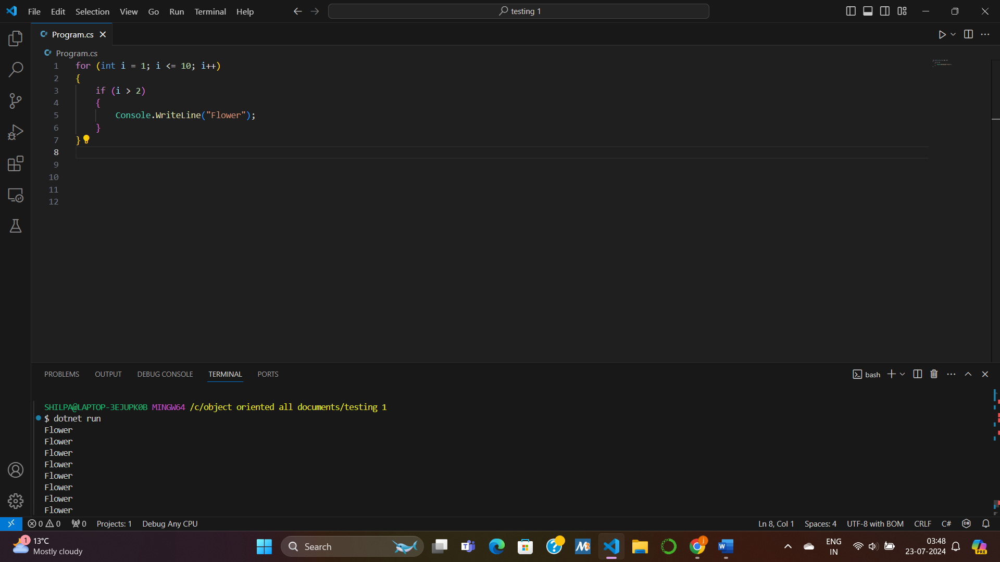 File Edit Selection View Go Run Terminal Help
testing 1
C# Program.cs
C# Program.cs
1 for (int i = 1; i <= 10; i++)
2 {
3 if (i > 2)
4 {
5 Console.WriteLine("Flower");
6 }
7 }
8
9
10
11
12
PROBLEMS OUTPUT DEBUG CONSOLE TERMINAL PORTS
bash
SHILPA@LAPTOP-3EJUPK0B MINGW64 /c/object oriented all documents/testing 1
$ dotnet run
Flower
Flower
Flower
Flower
Flower
Flower
Flower
Flower
0 0 0 Projects: 1 Debug Any CPU
Ln 8, Col 1 Spaces: 4 UTF-8 with BOM CRLF C#
1 13°C
Mostly cloudy
Search
ENG
IN
03:48
23-07-2024
PRE